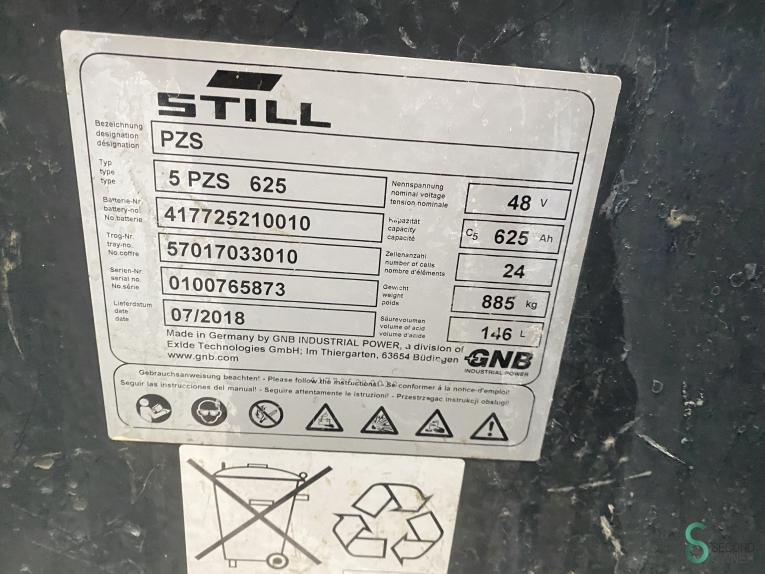 STILL
Bezeichnung
designation
désignation
PZS
Typ
type
type
5 PZS 625
Nennspannung
nominal voltage
tension nominale
48 V
Batterie-Nr.
battery-no.
No.batterie
417725210010
Kapazität
capacity
capacité
C5 625 Ah
Trog-Nr.
tray-no.
No.coffre
57017033010
Zellenanzahl
number of cells
nombre d'éléments
24
Serien-Nr.
serial no.
No.série
0100765873
Gewicht
weight
poids
885 kg
Lieferdatum
date
date
07/2018
Säurevolumen
volume of acid
volume d'acide
146 L
Made in Germany by GNB INDUSTRIAL POWER, a division of
Exide Technologies GmbH; Im Thiergarten, 63654 Büdingen
www.gnb.com
GNB
INDUSTRIAL POWER
Gebrauchsanweisung beachten! - Please follow the instructions! - Se conformer à la notice d'emploi!
Seguir las instrucciones del manual! - Seguire attentamente le istruzioni! - Przestrzegac instrukcji obslugi!
SECOND